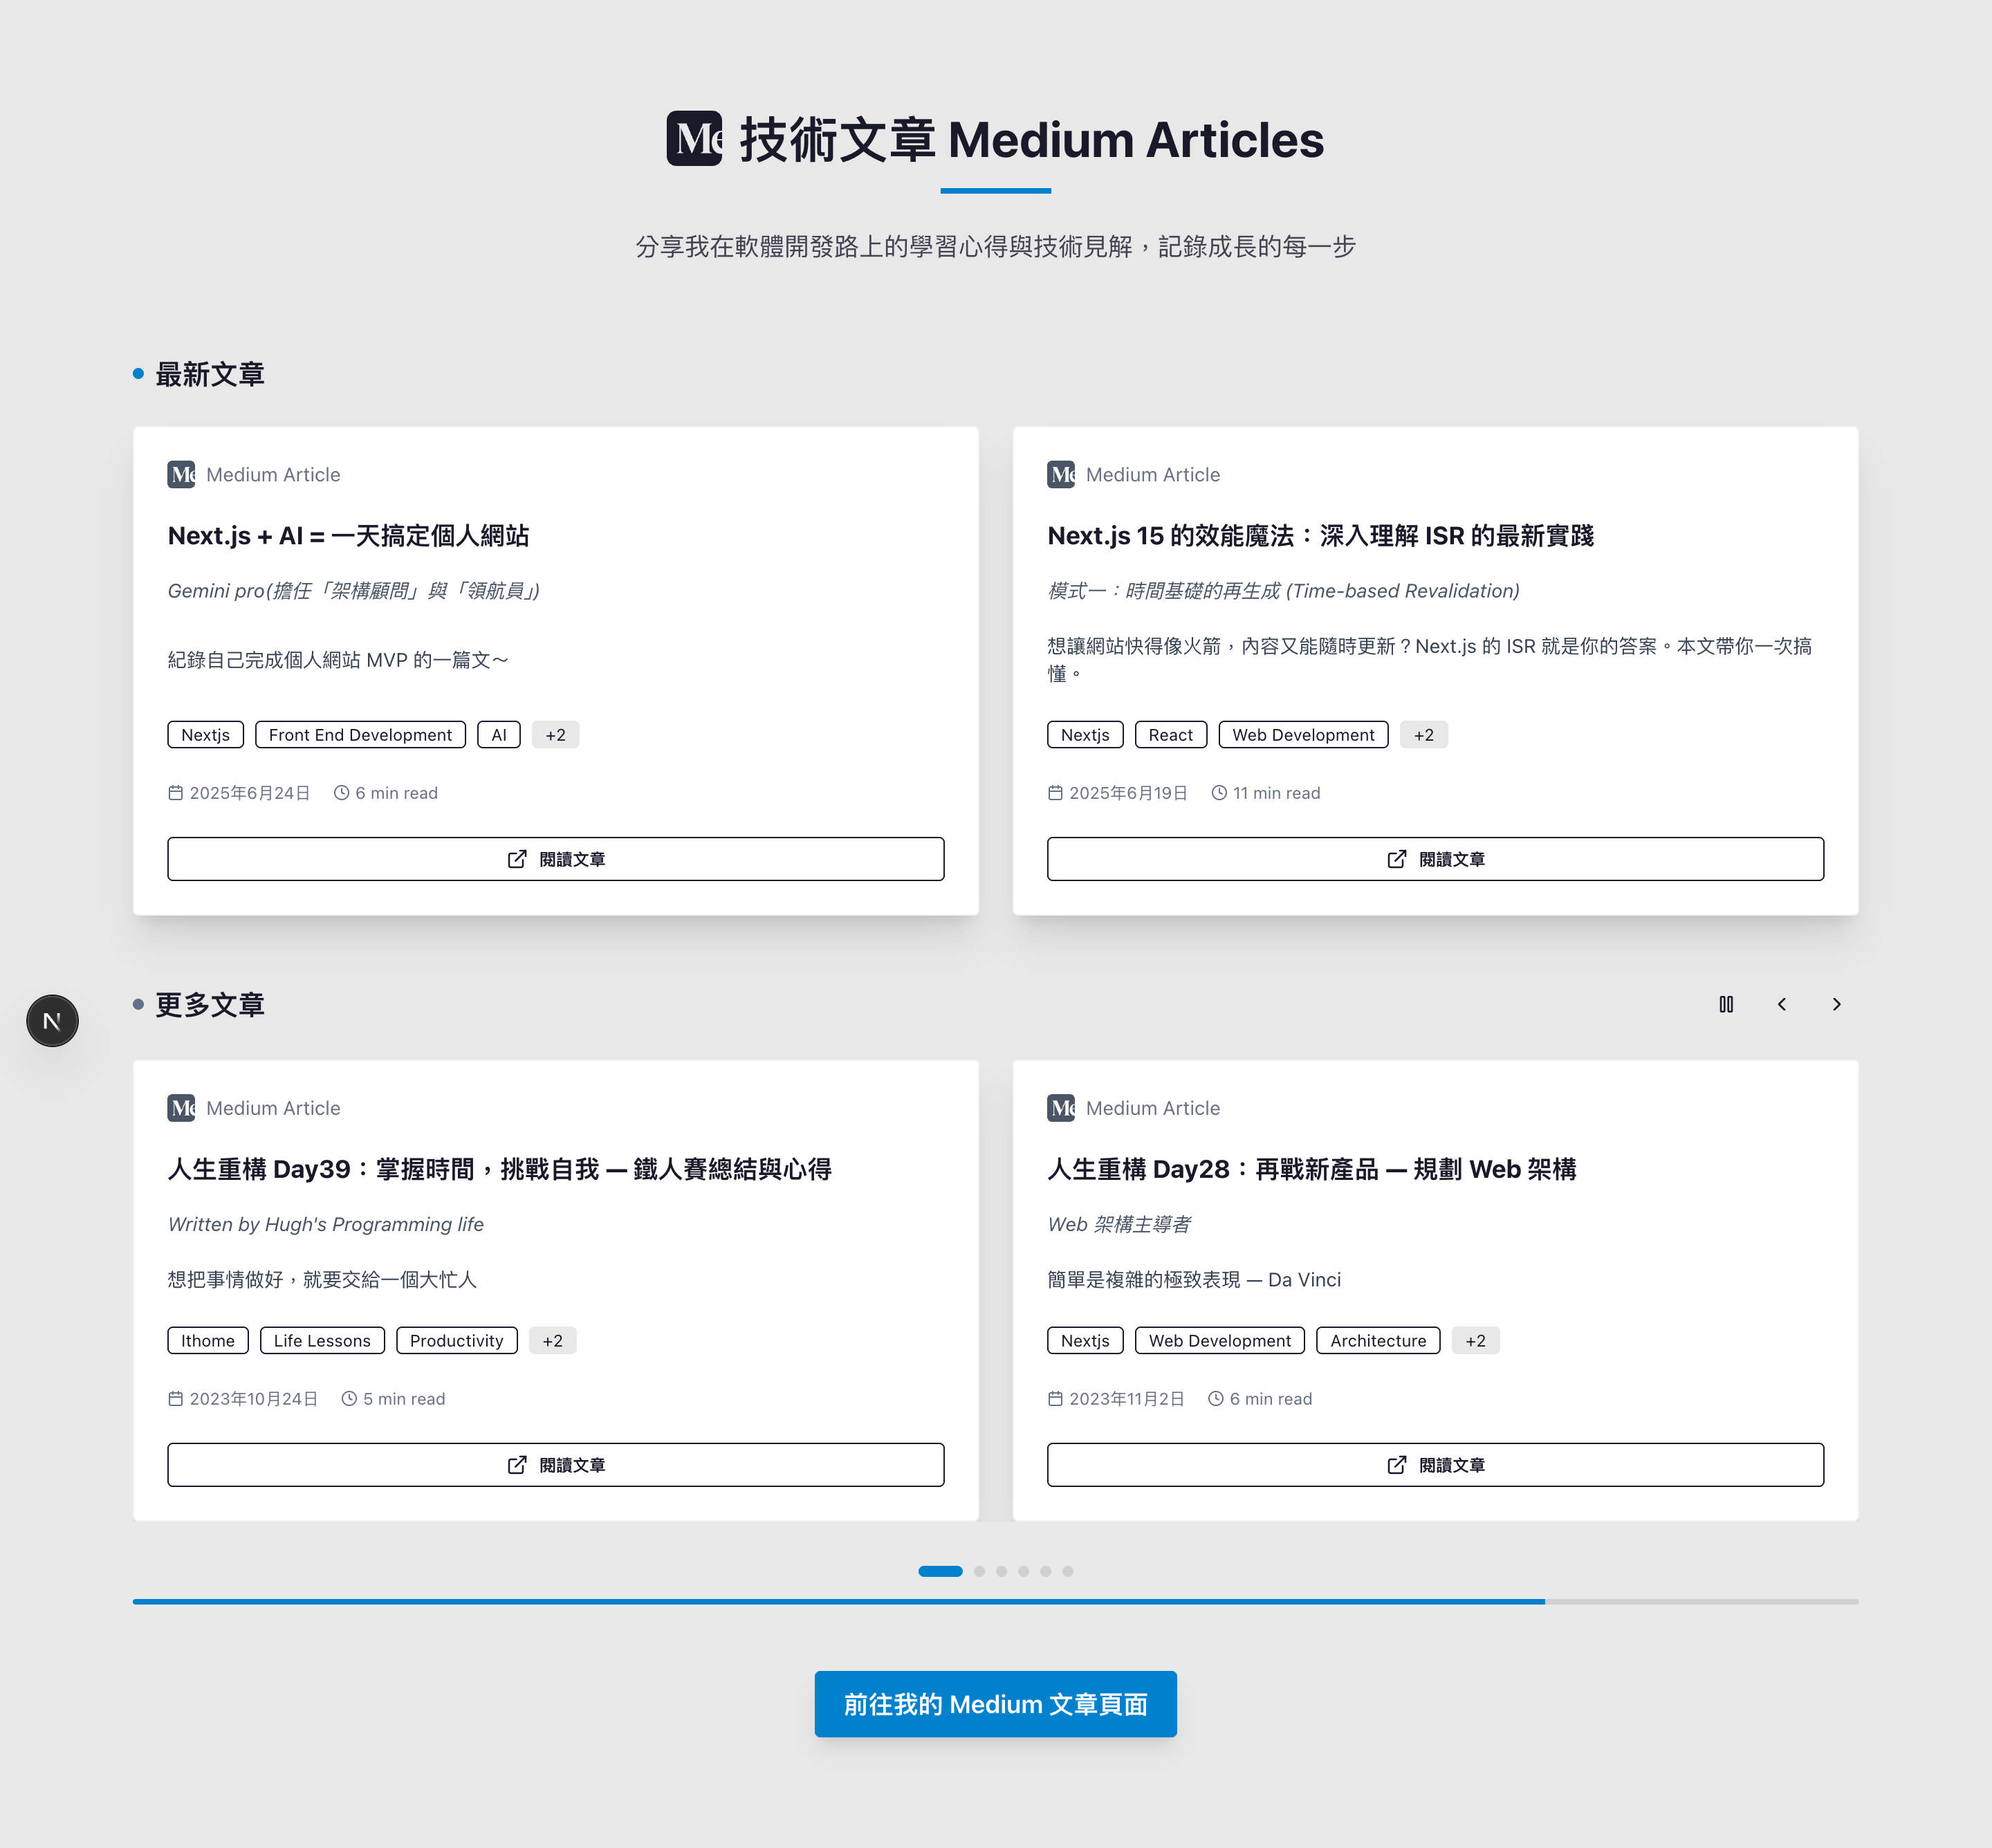 Me 技術文章 Medium Articles
分享我在軟體開發路上的學習心得與技術見解，記錄成長的每一步
最新文章
Me Medium Article
Next.js + AI = 一天搞定個人網站
Gemini pro(擔任「架構顧問」與「領航員」)
紀錄自己完成個人網站 MVP 的一篇文～
Nextjs Front End Development AI +2
2025年6月24日 6 min read
閱讀文章
Me Medium Article
Next.js 15 的效能魔法：深入理解 ISR 的最新實踐
模式一：時間基礎的再生成 (Time-based Revalidation)
想讓網站快得像火箭，內容又能隨時更新？Next.js 的 ISR 就是你的答案。本文帶你一次搞
懂。
Nextjs React Web Development +2
2025年6月19日 11 min read
閱讀文章
N
更多文章
Me Medium Article
人生重構 Day39：掌握時間，挑戰自我 — 鐵人賽總結與心得
Written by Hugh's Programming life
想把事情做好，就要交給一個大忙人
Ithome Life Lessons Productivity +2
2023年10月24日 5 min read
閱讀文章
Me Medium Article
人生重構 Day28：再戰新產品 — 規劃 Web 架構
Web 架構主導者
簡單是複雜的極致表現 — Da Vinci
Nextjs Web Development Architecture +2
2023年11月2日 6 min read
閱讀文章
前往我的 Medium 文章頁面